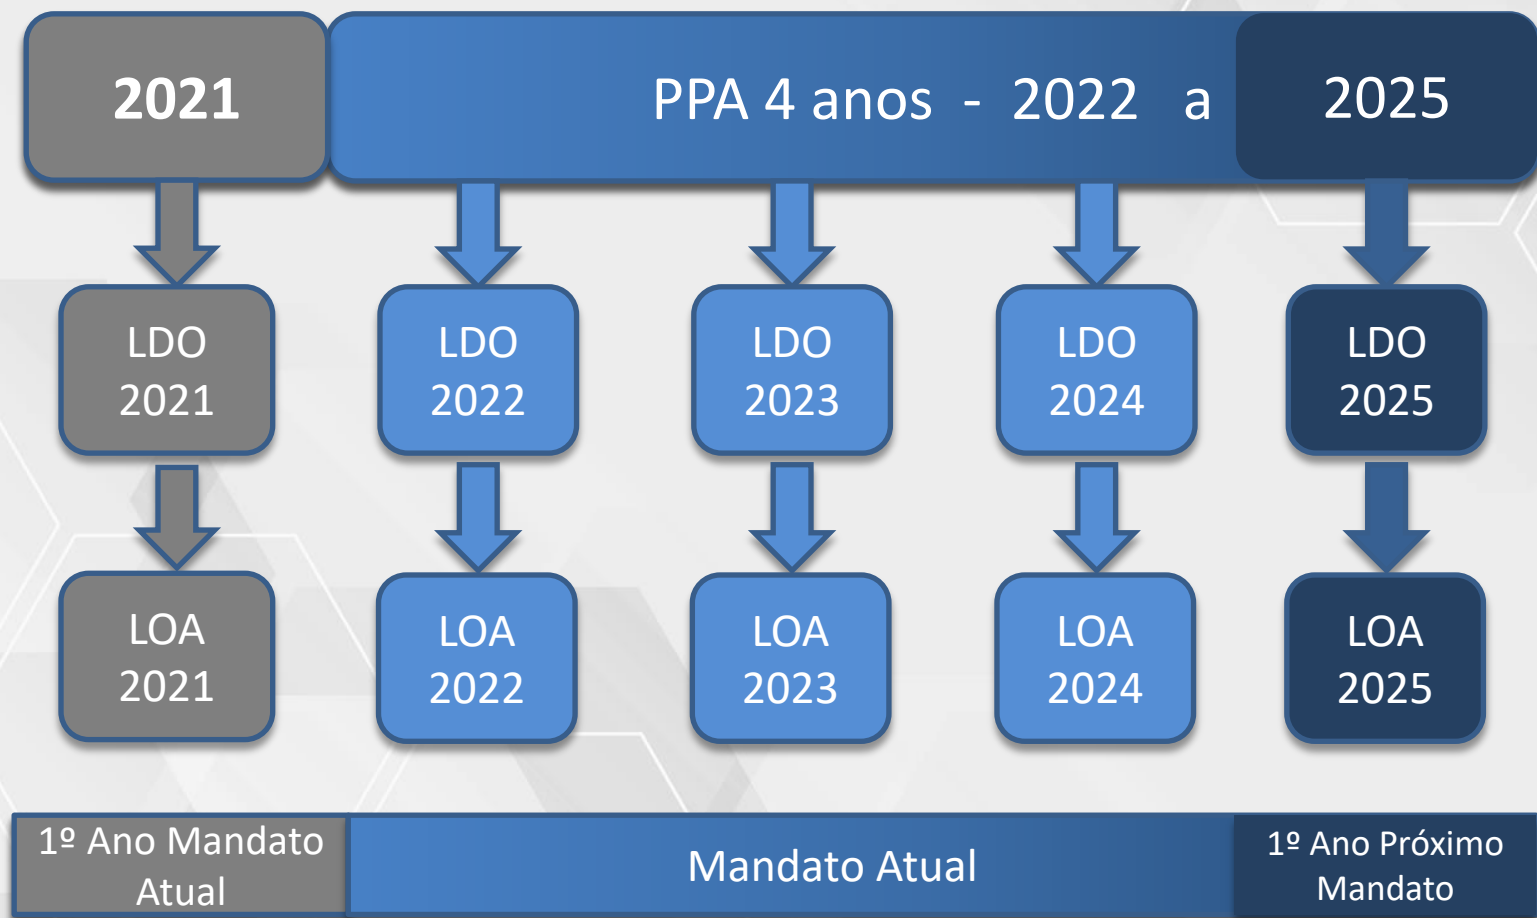 2021
PPA 4 anos - 2022 a 2025
LDO
2021
LDO
2022
LDO
2023
LDO
2024
LDO
2025
LOA
2021
LOA
2022
LOA
2023
LOA
2024
LOA
2025
1º Ano Mandato
Atual
Mandato Atual
1º Ano Próximo
Mandato